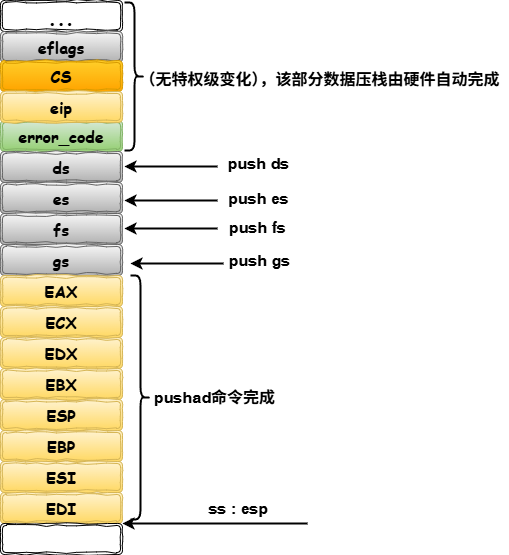 ...
eflags
CS
（无特权级变化），该部分数据压栈由硬件自动完成
eip
error_code
ds
push ds
es
push es
fs
push fs
gs
push gs
EAX
ECX
EDX
EBX
pushad命令完成
ESP
EBP
ESI
EDI
ss : esp